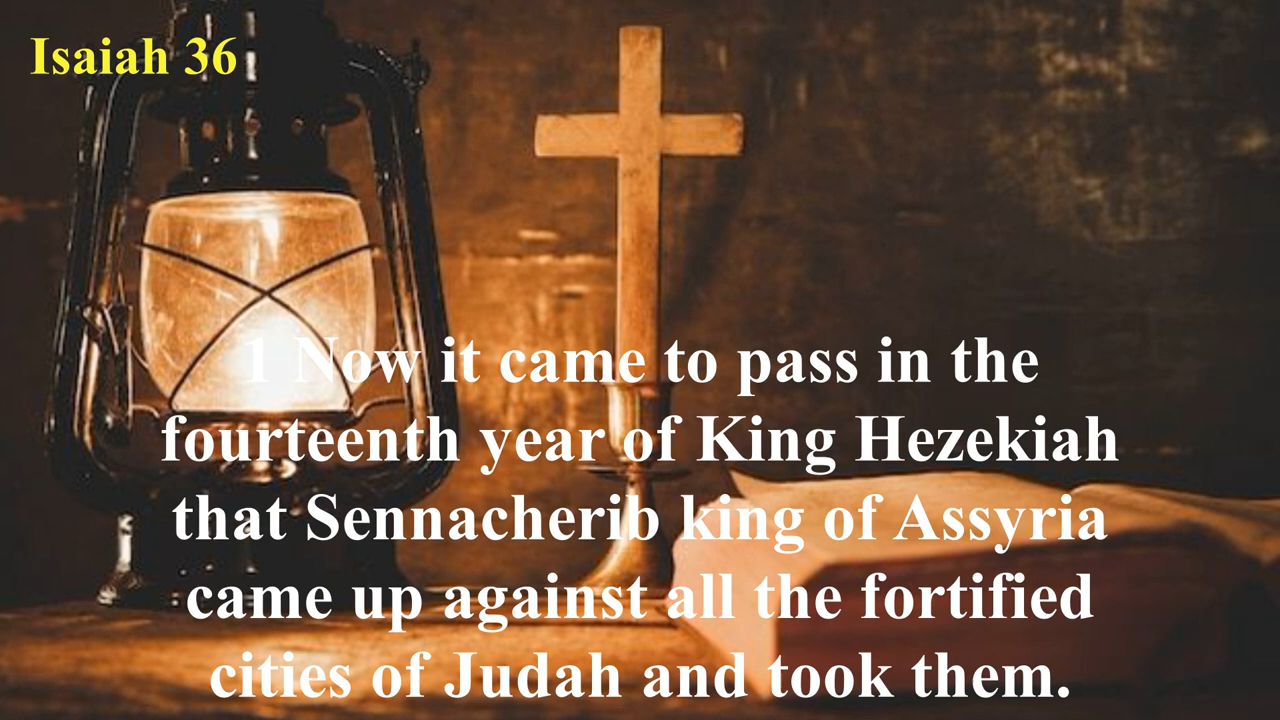 Isaiah 36
1 Now it came to pass in the
fourteenth year of King Hezekiah
that Sennacherib king of Assyria
came up against all the fortified
cities of Judah and took them.